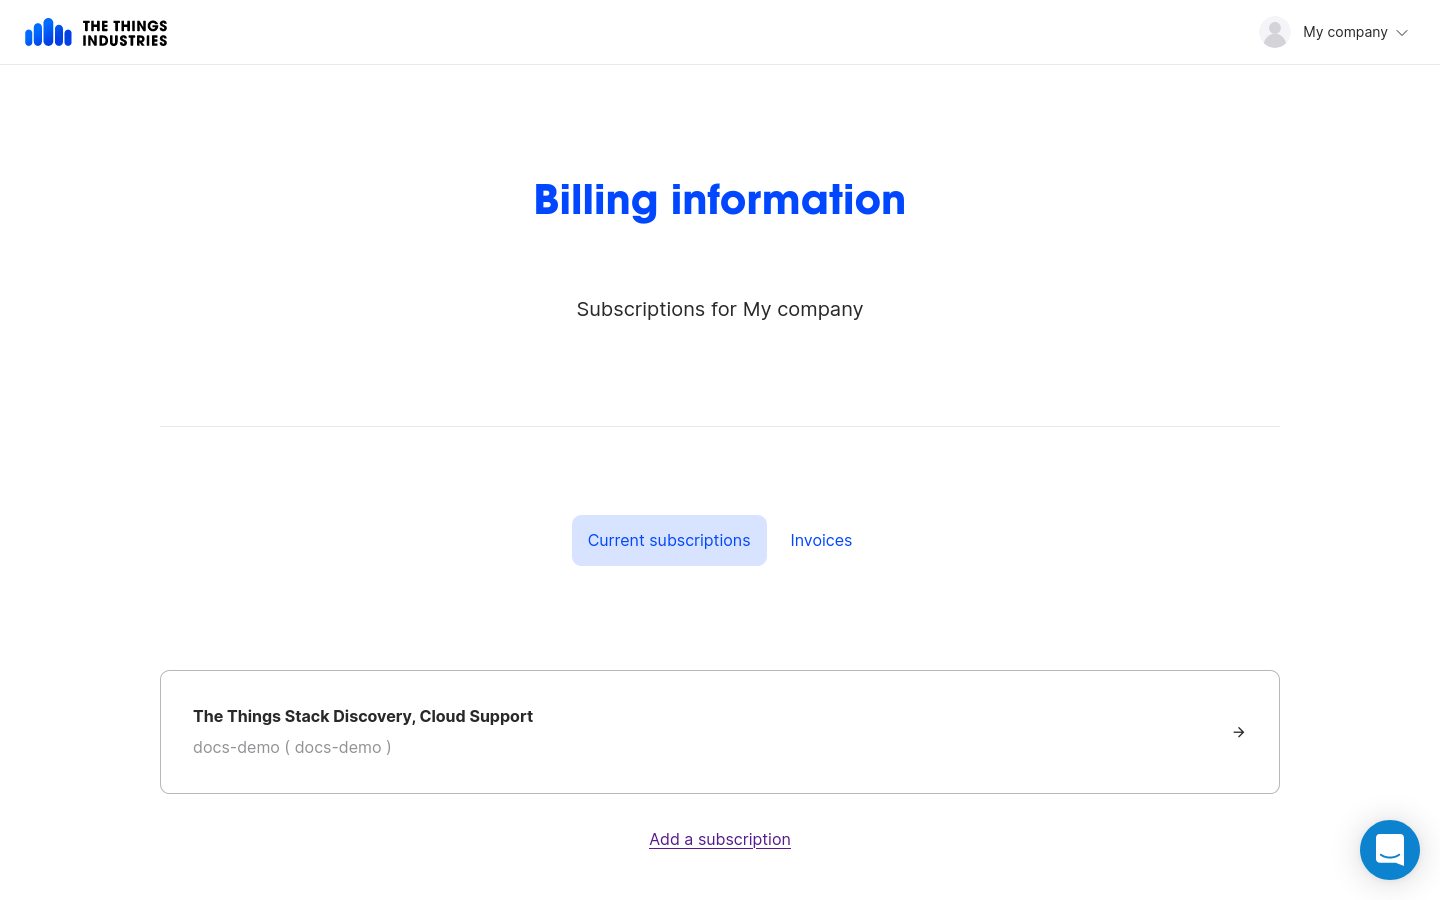 THE THINGS
INDUSTRIES
My company
Billing information
Subscriptions for My company
Current subscriptions
Invoices
The Things Stack Discovery, Cloud Support
docs-demo ( docs-demo )
Add a subscription